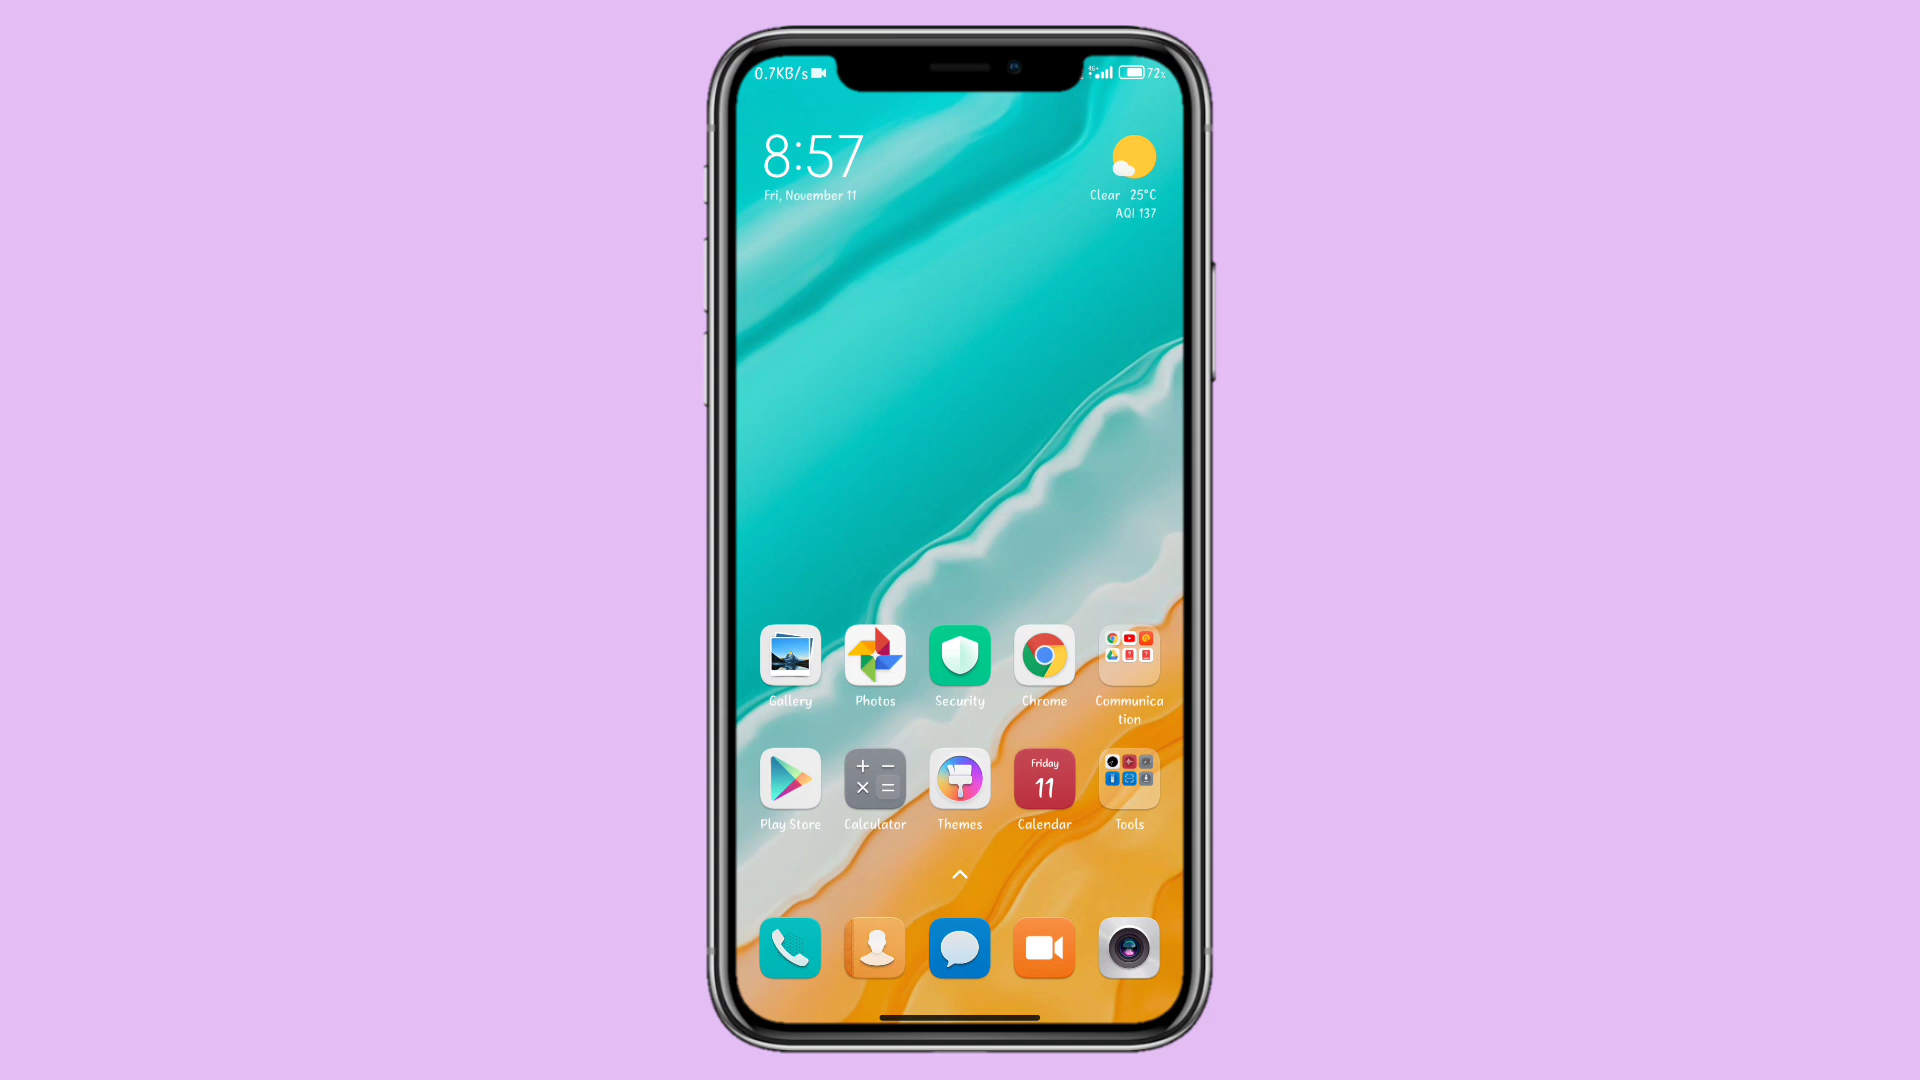 0.7KB/s
4G+
72%
8:57
Fri, November 11
Clear 25°C
AQI 137
Gallery
Photos
Security
Chrome
Communica
tion
Friday
11
Play Store
Calculator
Themes
Calendar
Tools